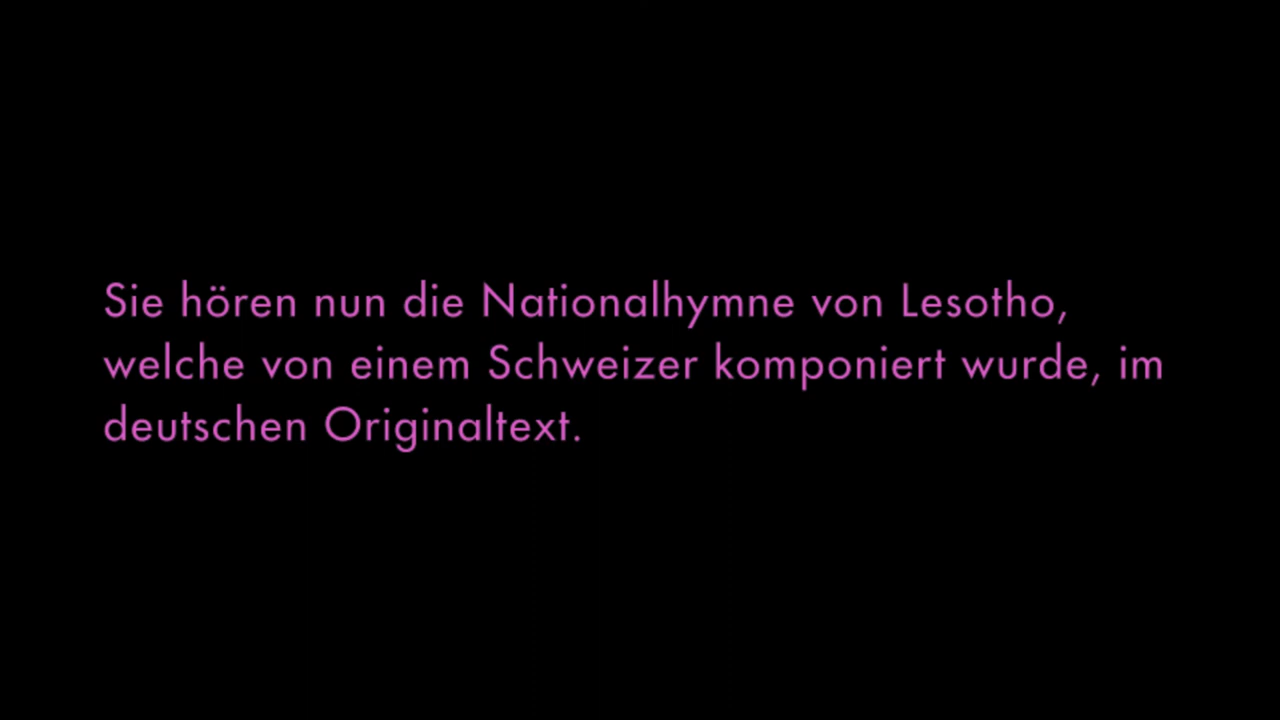 Sie hören nun die Nationalhymne von Lesotho,
welche von einem Schweizer komponiert wurde, im
deutschen Originaltext.